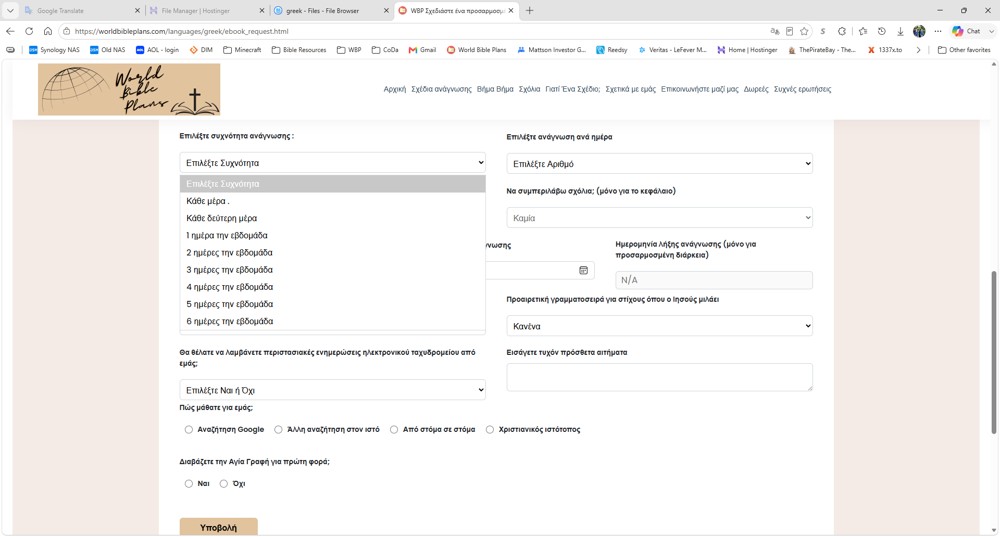 Google Translate
File Manager | Hostinger
greek - Files - File Browser
WBP Σχεδιάστε ένα προσαρμοσμέ
https://worldbibleplans.com/languages/greek/ebook_request.html
Chat
Synology NAS
Old NAS
AOL - login
DIM
Minecraft
Bible Resources
WBP
CoDa
Gmail
World Bible Plans
Mattson Investor G...
Reedsy
Veritas - LeFever M...
Home | Hostinger
ThePirateBay - The...
1337x.to
Other favorites
World
Bible
Plans
Αρχική Σχέδια ανάγνωσης Βήμα Βήμα Σχόλια Γιατί Ένα Σχέδιο; Σχετικά με εμάς Επικοινωνήστε μαζί μας Δωρεές Συχνές ερωτήσεις
Επιλέξτε συχνότητα ανάγνωσης :
Επιλέξτε Συχνότητα
Επιλέξτε Συχνότητα
Κάθε μέρα .
Κάθε δεύτερη μέρα
1 ημέρα την εβδομάδα
2 ημέρες την εβδομάδα
3 ημέρες την εβδομάδα
4 ημέρες την εβδομάδα
5 ημέρες την εβδομάδα
6 ημέρες την εβδομάδα
Επιλέξτε ανάγνωση ανά ημέρα
Επιλέξτε Αριθμό
Να συμπεριλάβω σχόλια; (μόνο για το κεφάλαιο)
Καμία
γνωσης
Ημερομηνία λήξης ανάγνωσης (μόνο για
προσαρμοσμένη διάρκεια)
N/A
Προαιρετική γραμματοσειρά για στίχους όπου ο Ιησούς μιλάει
Κανένα
Θα θέλατε να λαμβάνετε περιστασιακές ενημερώσεις ηλεκτρονικού ταχυδρομείου από
εμάς;
Επιλέξτε Ναι ή Όχι
Εισάγετε τυχόν πρόσθετα αιτήματα
Πώς μάθατε για εμάς;
Αναζήτηση Google Άλλη αναζήτηση στον ιστό Από στόμα σε στόμα Χριστιανικός ιστότοπος
Διαβάζετε την Αγία Γραφή για πρώτη φορά;
Ναι Όχι
Υποβολή